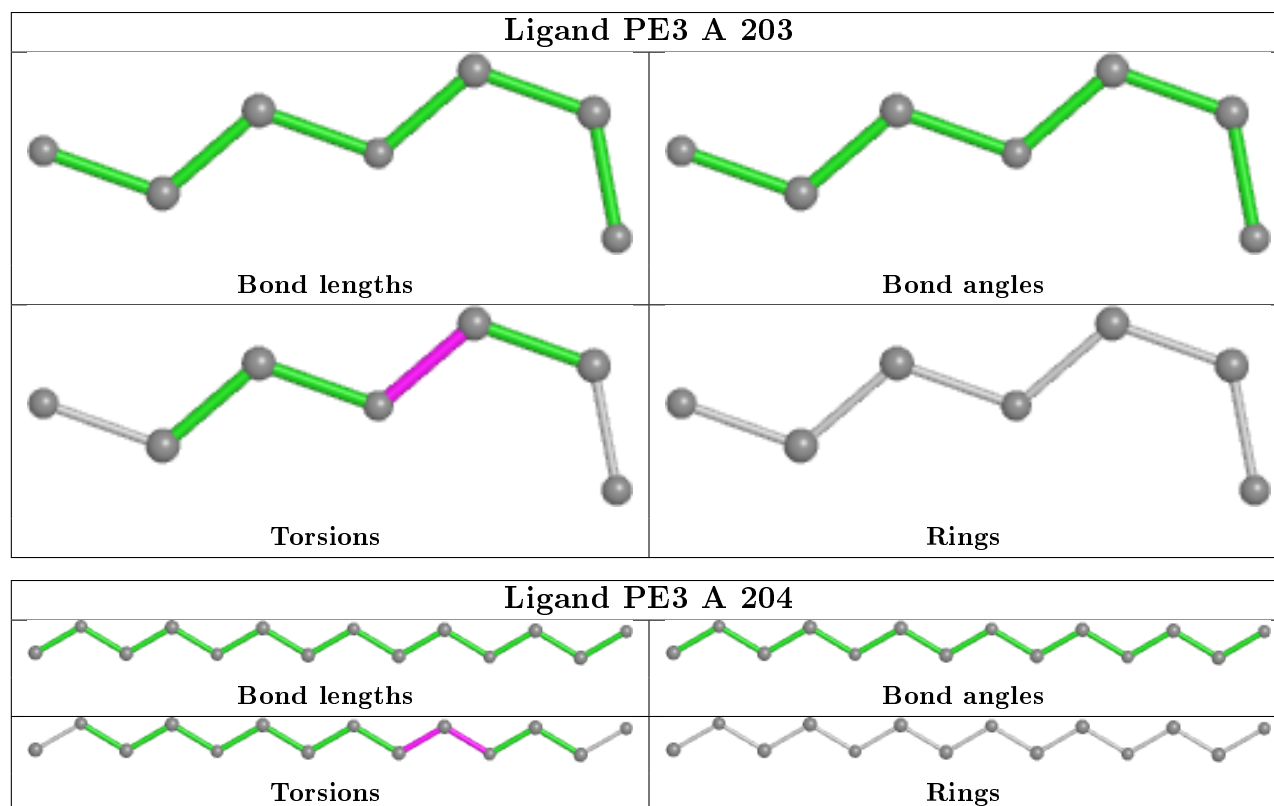 Ligand PE3 A 203
Bond lengths
Bond angles
Torsions
Rings
Ligand PE3 A 204
Bond lengths
Bond angles
Torsions
Rings